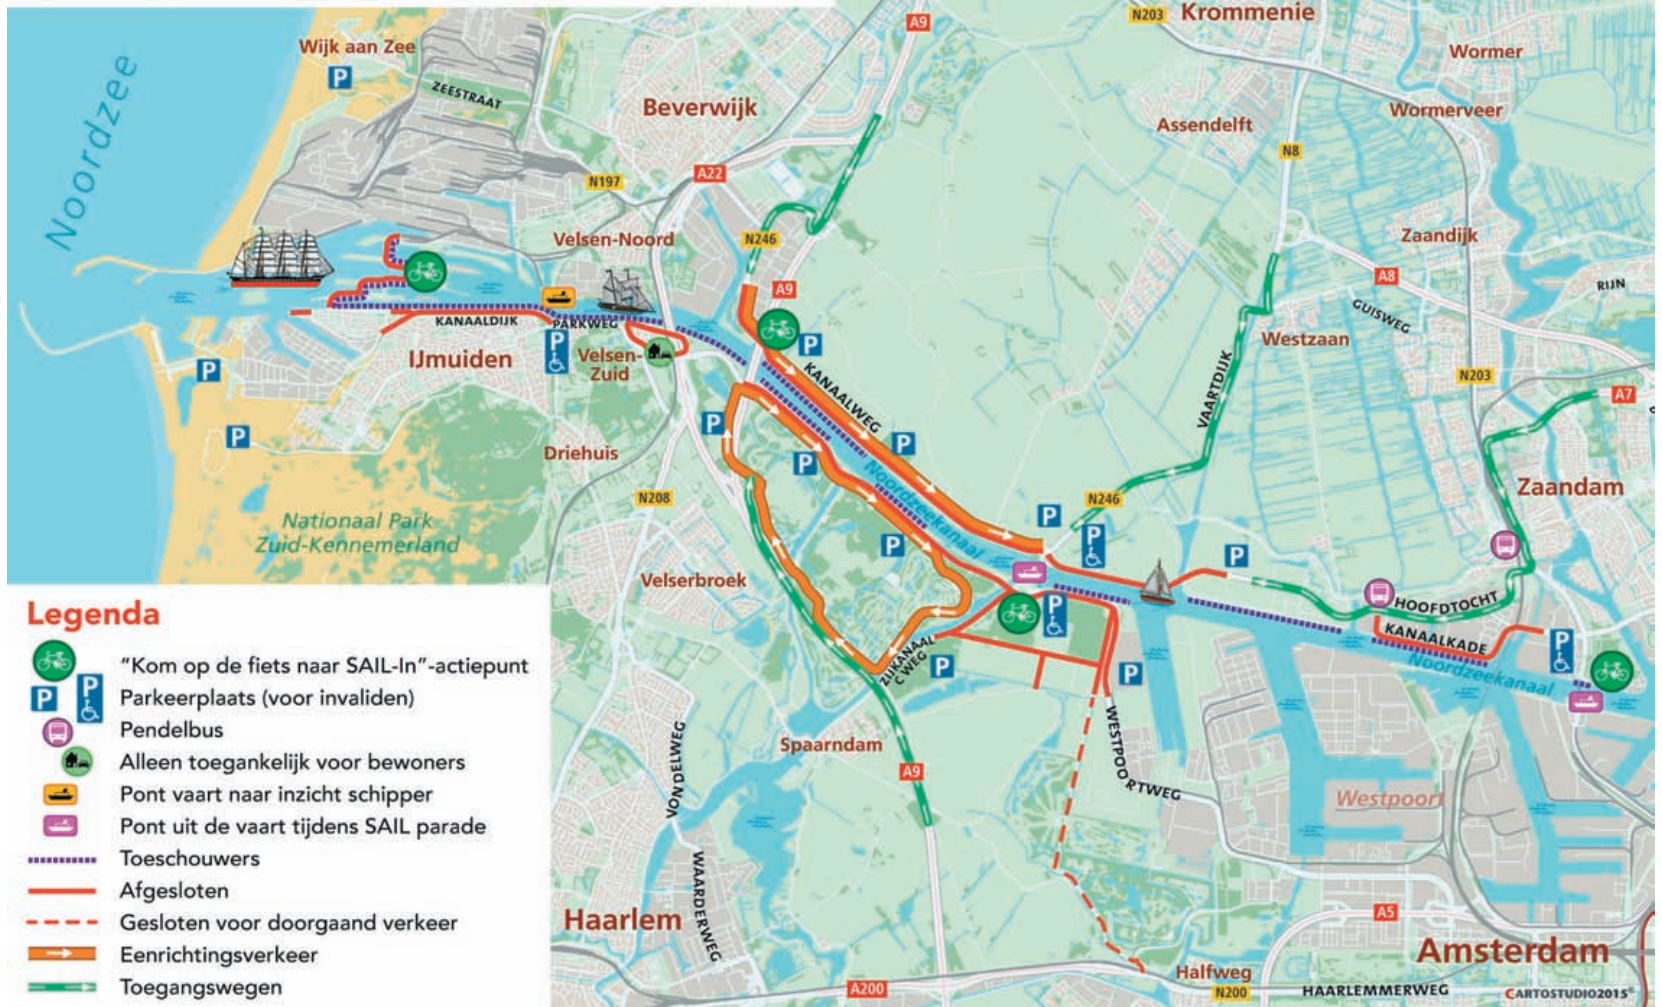 Noordzee
Wijk aan Zee
P
ZEESTRAAT
Beverwijk
A9
N203
Krommenie
Wormer
Wormerveer
Assendelft
N8
N197
A22
Velsen-Noord
N246
A9
Zaandijk
A8
RIJN
GUISWEG
Westzaan
N203
A7
KANAALDIJK
PARKWEG
IJmuiden
P
Velsen-
Zuid
P
P
P
KANAALWEG
VAARTDIJK
P
P
P
Driehuis
Noordzeekanaal
N208
N246
Zaandam
Nationaal Park
Zuid-Kennemerland
P
P
P
P
Velserbroek
P
HOOFDTOCHT
KANAALKADE
P
Noordzeekanaal
ZIJKANAAL
C WEG
P
P
Spaarndam
VONDELWEG
A9
WESTPOORTWEG
Westpoort
WAARDERWEG
Haarlem
A5
Amsterdam
Halfweg
A200
N200
HAARLEMMERWEG
CARTOSTUDIO2015©
Legenda
"Kom op de fiets naar SAIL-In"-actiepunt
P P Parkeerplaats (voor invaliden)
Pendelbus
Alleen toegankelijk voor bewoners
Pont vaart naar inzicht schipper
Pont uit de vaart tijdens SAIL parade
Toeschouwers
Afgesloten
Gesloten voor doorgaand verkeer
Eenrichtingsverkeer
Toegangswegen